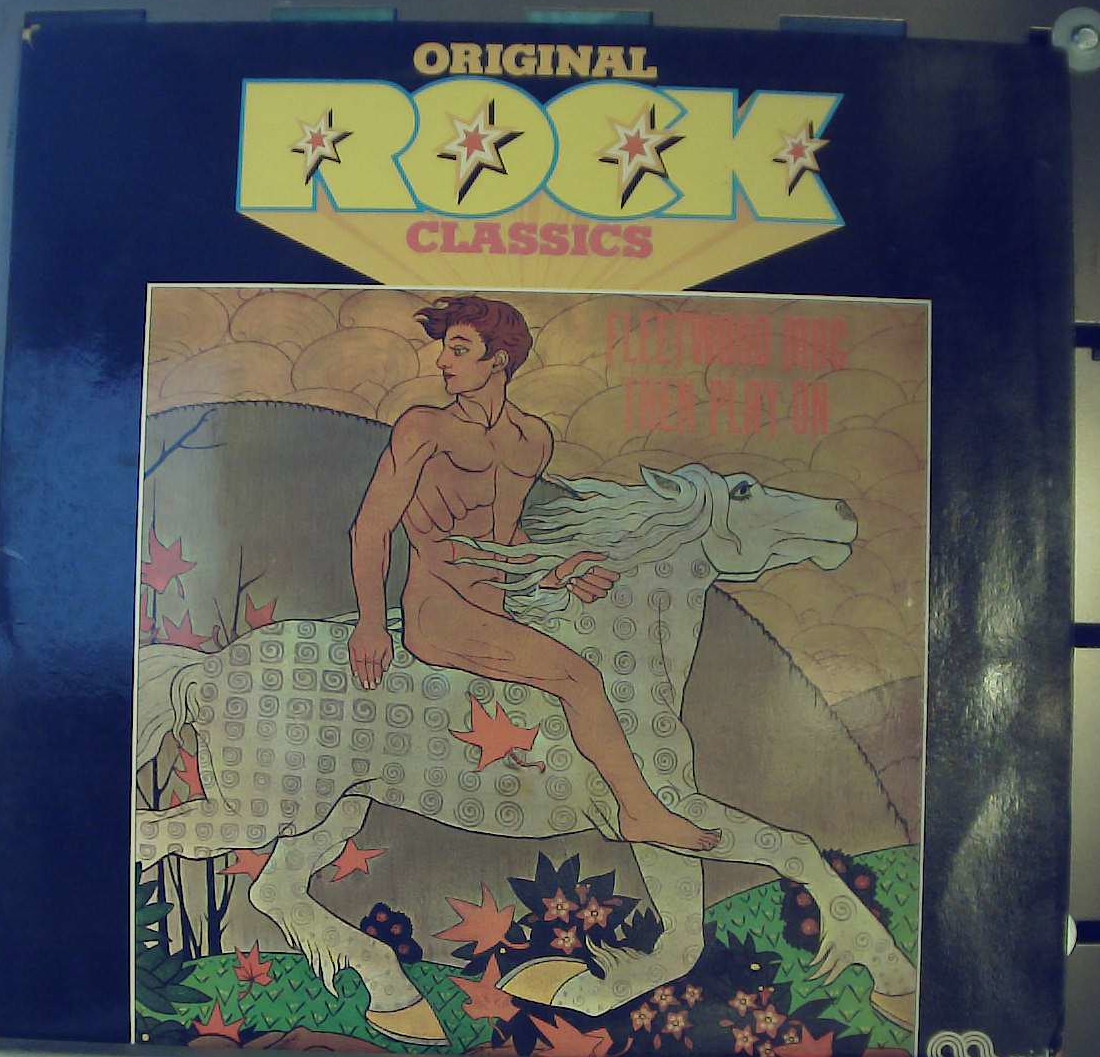 ORIGINAL
ROCK
CLASSICS
FLEETWOOD MAC
THEN PLAY ON